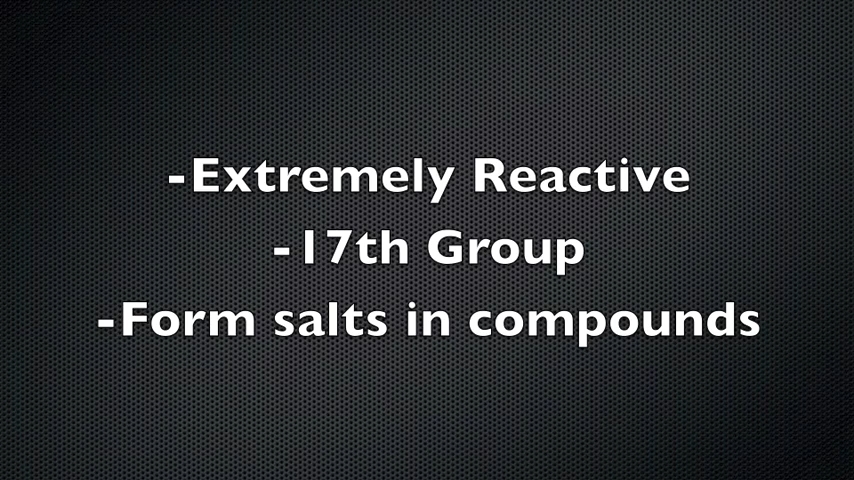 -Extremely Reactive
-17th Group
-Form salts in compounds